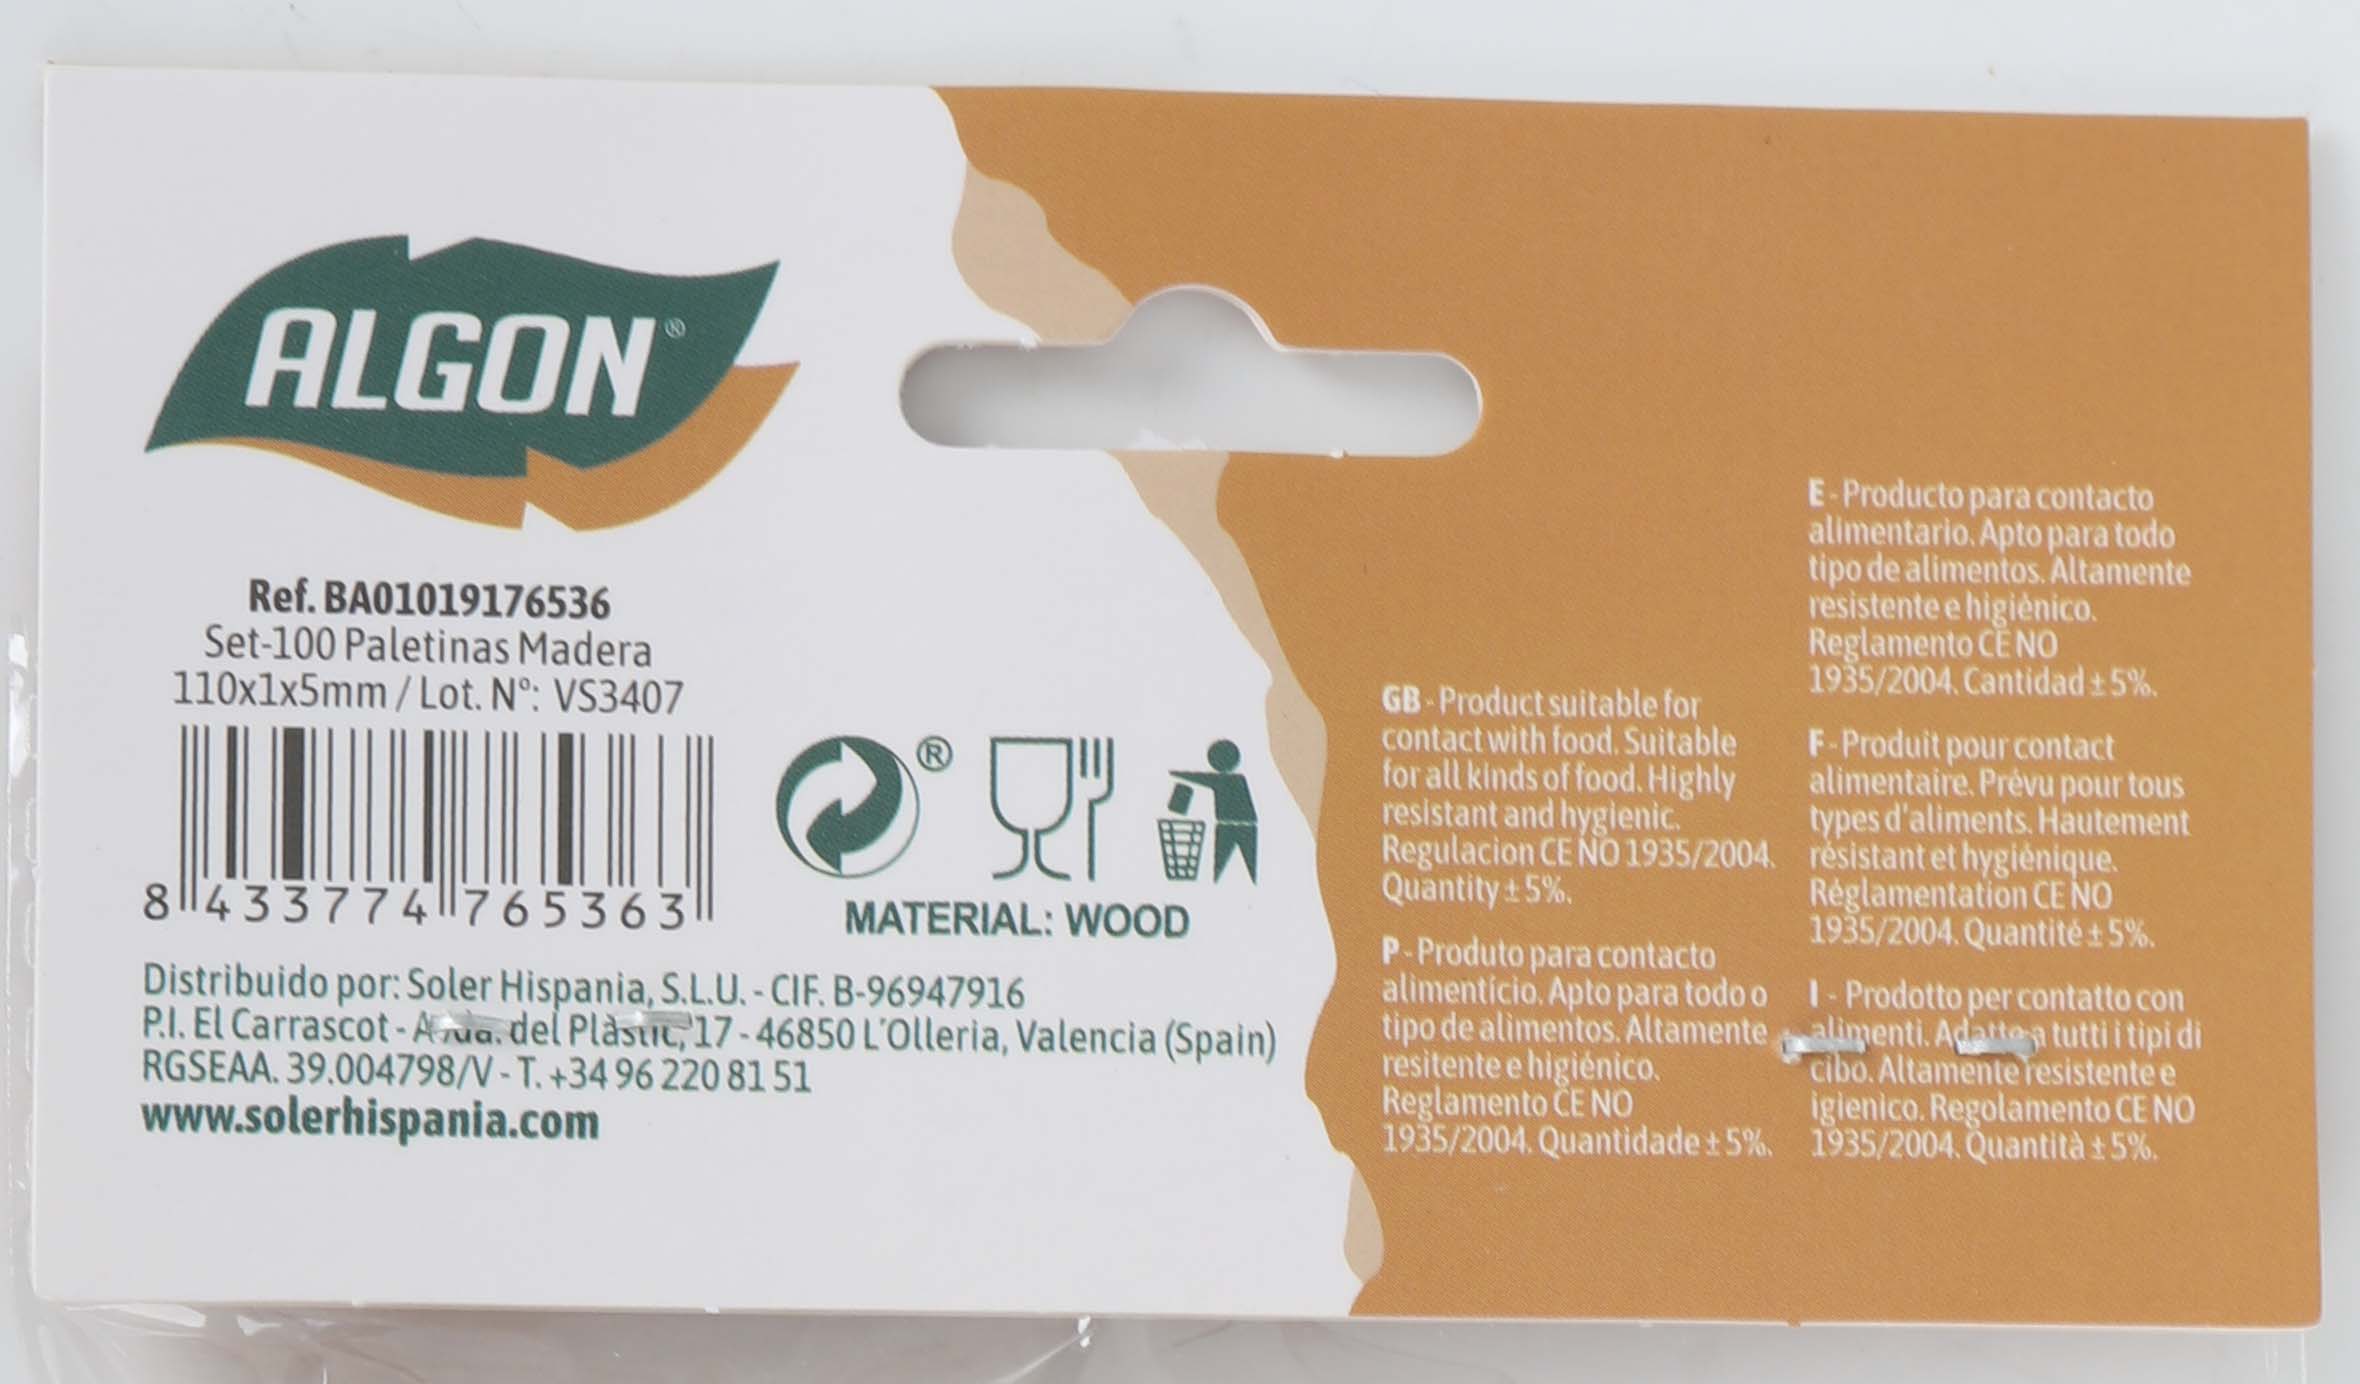 ALGON®
Ref. BA01019176536
Set-100 Paletinas Madera
110x1x5mm / Lot. Nº: VS3407
8 433774 765363
®
MATERIAL: WOOD
Distribuido por: Soler Hispania, S.L.U. - CIF. B-96947916
P.I. El Carrascot - Avda. del Plàstic, 17 - 46850 L'Olleria, Valencia (Spain)
RGSEAA. 39.004798/V - T. +34 96 220 81 51
www.solerhispania.com
GB - Product suitable for
contact with food. Suitable
for all kinds of food. Highly
resistant and hygienic.
Regulacion CE NO 1935/2004.
Quantity ± 5%.
P - Produto para contacto
alimentício. Apto para todo o
tipo de alimentos. Altamente
resitente e higiénico.
Reglamento CE NO
1935/2004. Quantidade ± 5%.
E - Producto para contacto
alimentario. Apto para todo
tipo de alimentos. Altamente
resistente e higiénico.
Reglamento CE NO
1935/2004. Cantidad ± 5%.
F - Produit pour contact
alimentaire. Prévu pour tous
types d'aliments. Hautement
résistant et hygiénique.
Réglamentation CE NO
1935/2004. Quantité ± 5%.
I - Prodotto per contatto con
alimenti. Adatto a tutti i tipi di
cibo. Altamente resistente e
igienico. Regolamento CE NO
1935/2004. Quantità ± 5%.